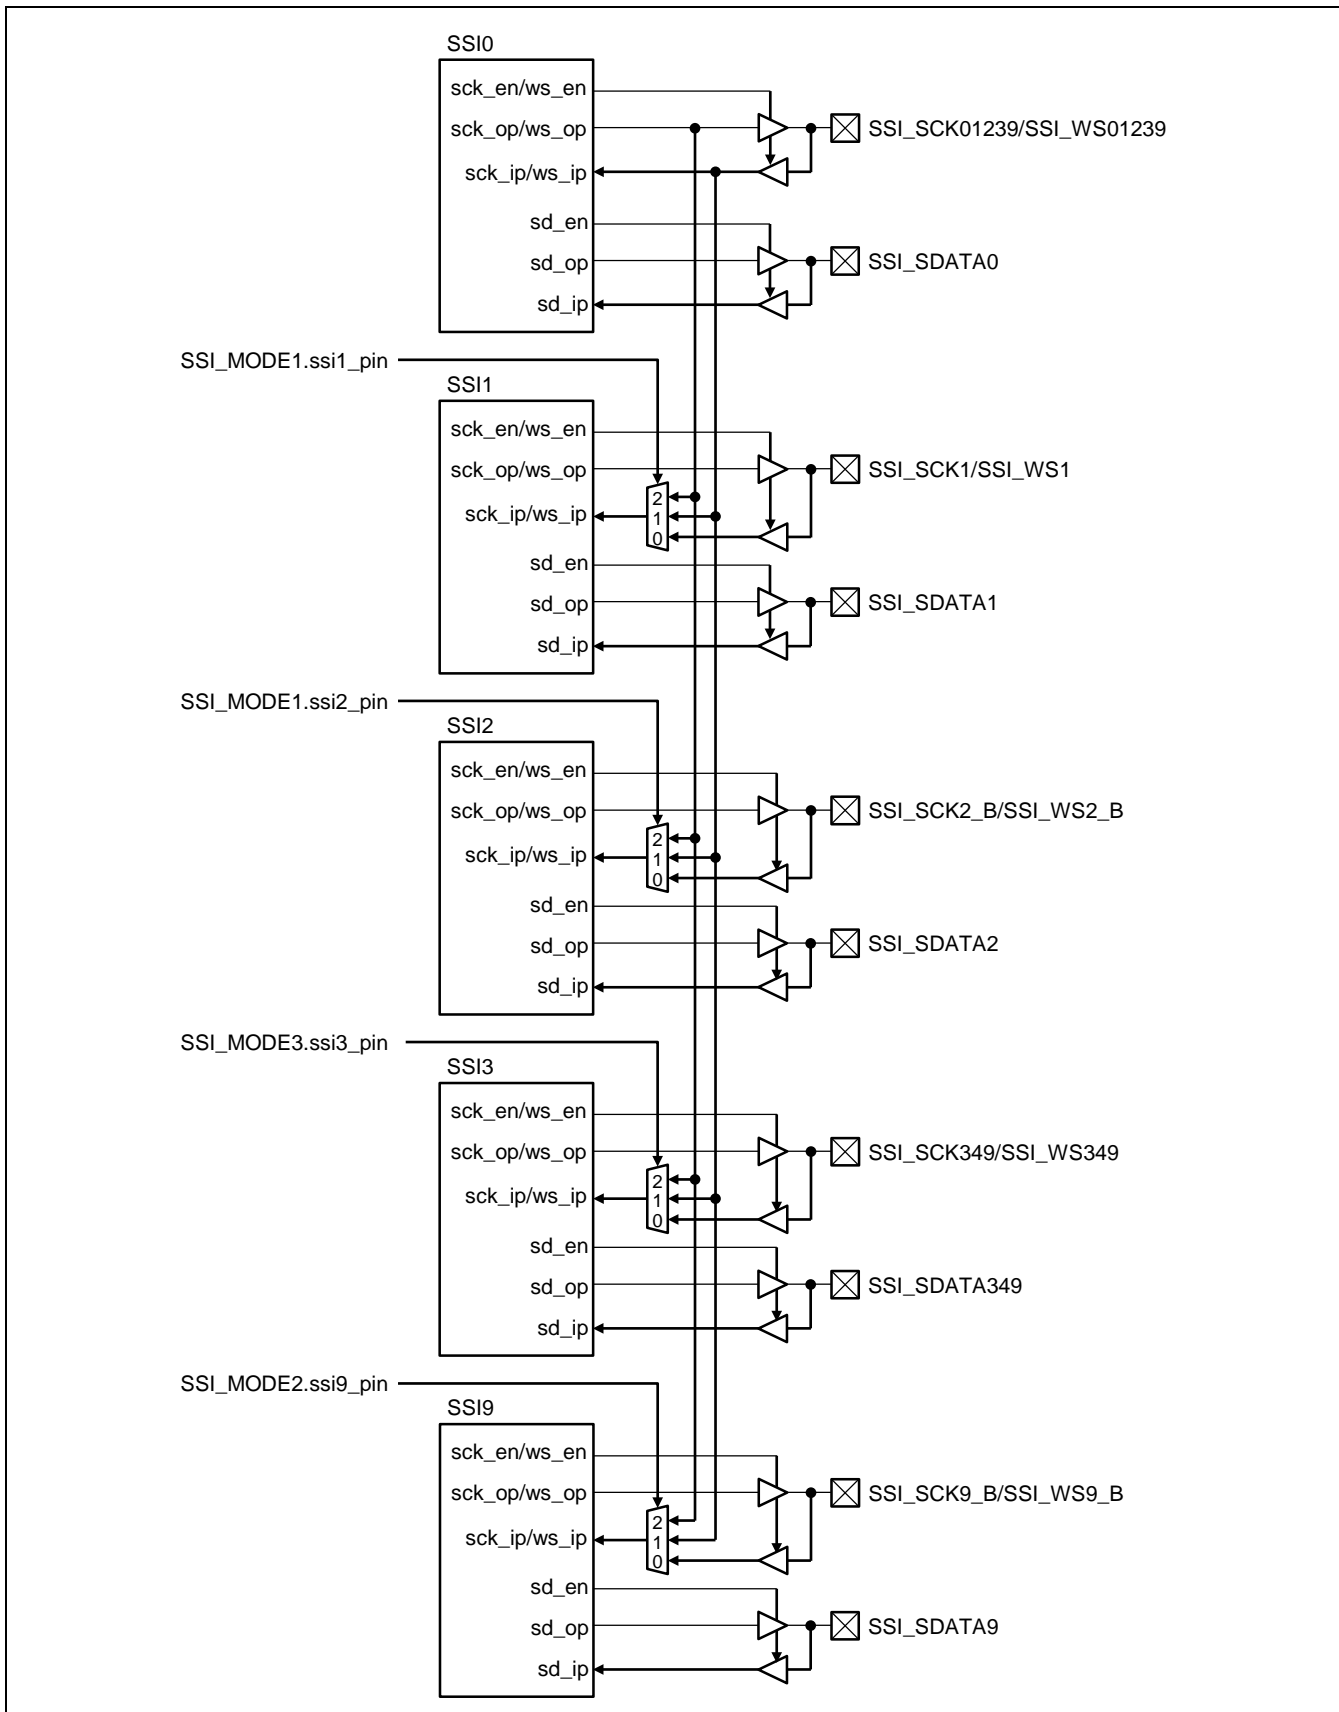 SSI0
sck_en/ws_en
sck_op/ws_op SSI_SCK01239/SSI_WS01239
sck_ip/ws_ip
sd_en
sd_op SSI_SDATA0
sd_ip
SSI_MODE1.ssi1_pin
SSI1
sck_en/ws_en
sck_op/ws_op SSI_SCK1/SSI_WS1
2
sck_ip/ws_ip 1
0
sd_en
sd_op SSI_SDATA1
sd_ip
SSI_MODE1.ssi2_pin
SSI2
sck_en/ws_en
sck_op/ws_op SSI_SCK2_B/SSI_WS2_B
2
sck_ip/ws_ip 1
0
sd_en
sd_op SSI_SDATA2
sd_ip
SSI_MODE3.ssi3_pin
SSI3
sck_en/ws_en
sck_op/ws_op SSI_SCK349/SSI_WS349
2
sck_ip/ws_ip 1
0
sd_en
sd_op SSI_SDATA349
sd_ip
SSI_MODE2.ssi9_pin
SSI9
sck_en/ws_en
sck_op/ws_op SSI_SCK9_B/SSI_WS9_B
2
sck_ip/ws_ip 1
0
sd_en
sd_op SSI_SDATA9
sd_ip